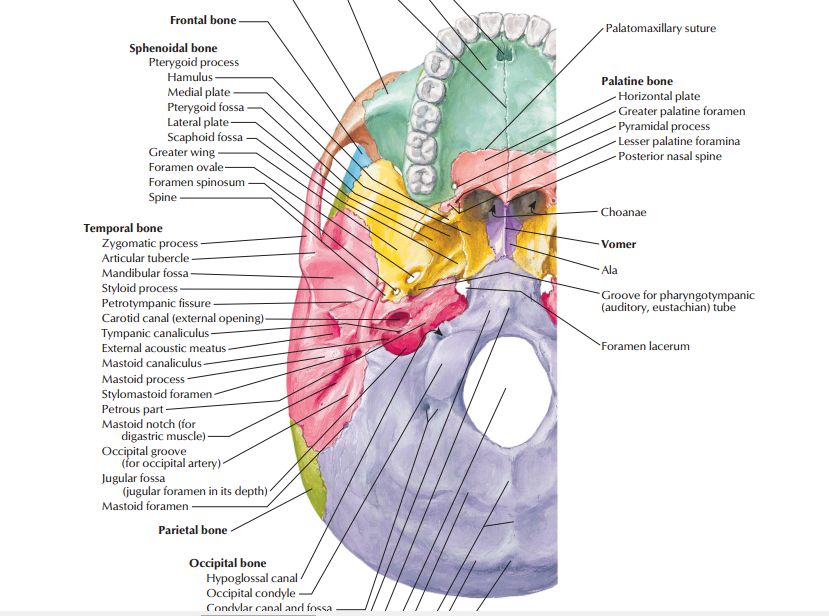 Frontal bone
Sphenoidal bone
Pterygoid process
Hamulus
Medial plate
Pterygoid fossa
Lateral plate
Scaphoid fossa
Greater wing
Foramen ovale
Foramen spinosum
Spine
Temporal bone
Zygomatic process
Articular tubercle
Mandibular fossa
Styloid process
Petrotympanic fissure
Carotid canal (external opening)
Tympanic canaliculus
External acoustic meatus
Mastoid canaliculus
Mastoid process
Stylomastoid foramen
Petrous part
Mastoid notch (for
digastric muscle)
Occipital groove
(for occipital artery)
Jugular fossa
(jugular foramen in its depth)
Mastoid foramen
Parietal bone
Occipital bone
Hypoglossal canal
Occipital condyle
Condylar canal and fossa
Palatomaxillary suture
Palatine bone
Horizontal plate
Greater palatine foramen
Pyramidal process
Lesser palatine foramina
Posterior nasal spine
Choanae
Vomer
Ala
Groove for pharyngotympanic
(auditory, eustachian) tube
Foramen lacerum